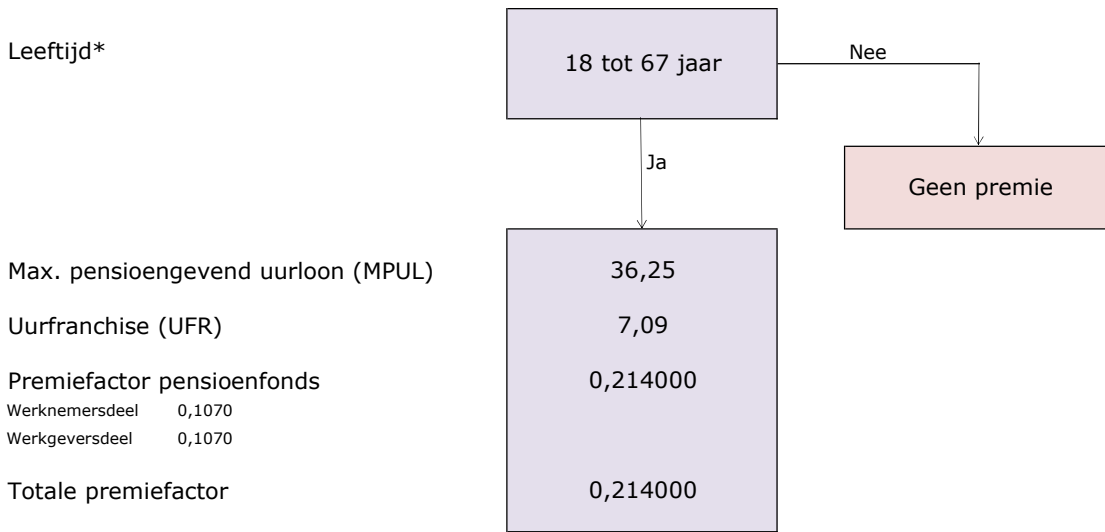 Leeftijd*
18 tot 67 jaar
Nee
Ja
Geen premie
Max. pensioengevend uurloon (MPUL) 36,25
Uurfranchise (UFR) 7,09
Premiefactor pensioenfonds 0,214000
Werknemersdeel 0,1070
Werkgeversdeel 0,1070
Totale premiefactor 0,214000